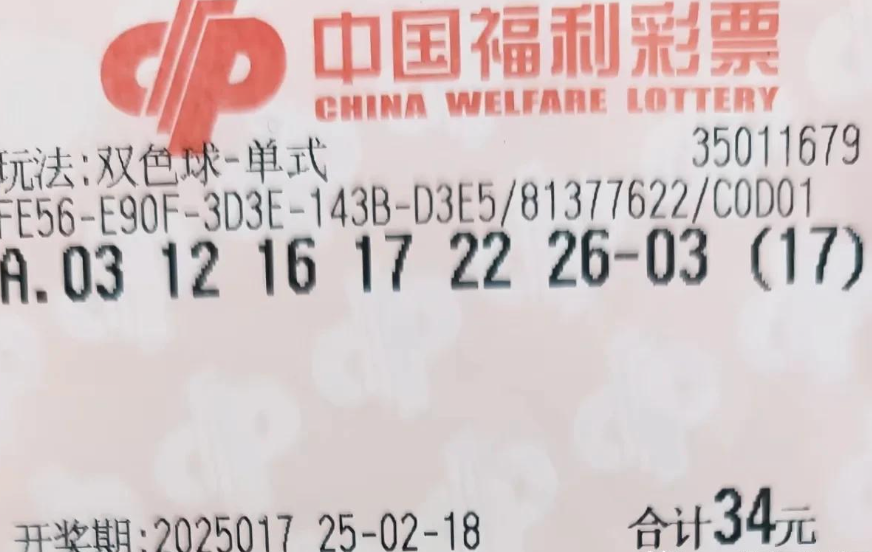 中国福利彩票
CHINA WELFARE LOTTERY
35011679
玩法:双色球-单式
FE56-E90F-3D3E-143B-D3E5/81377622/C0D01
A.03 12 16 17 22 26-03 (17)
开奖期:2025017 25-02-18 合计34元